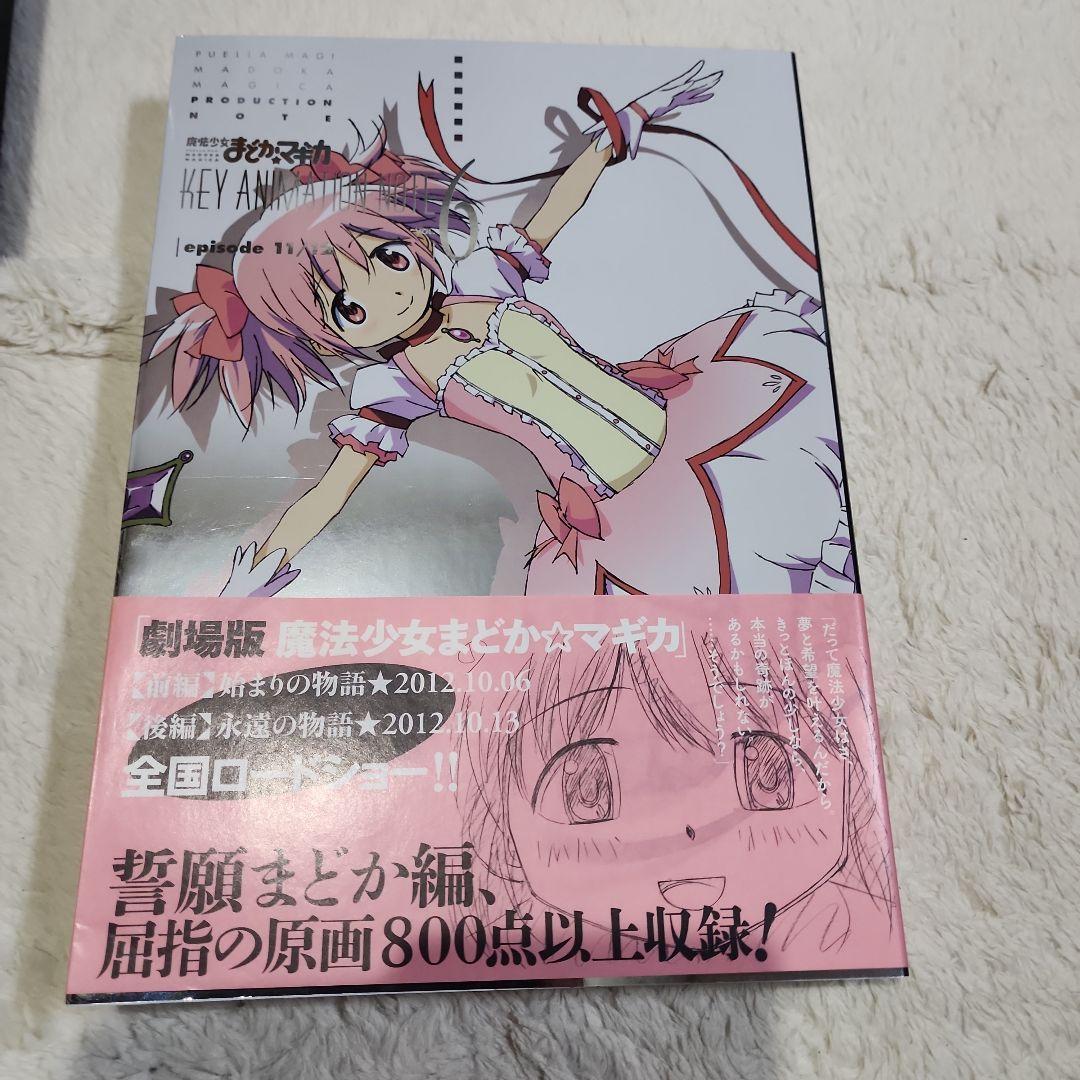 PUELLA MAGI
MADOKA
MAGICA
PRODUCTION
NOTE
魔法少女
まどか☆マギカ
KEY ANIMATION NOTE
6
episode 11/12
「劇場版 魔法少女まどか☆マギカ」
【前編】始まりの物語★2012.10.06
【後編】永遠の物語★2012.10.13
全国ロードショー!!
「だって魔法少女はさ、
夢と希望を叶えるんだから。
きっとほんの少しなら、
本当の奇跡が
あるかもしれない。
……そうでしょう?」
誓願まどか編、
屈指の原画800点以上収録!